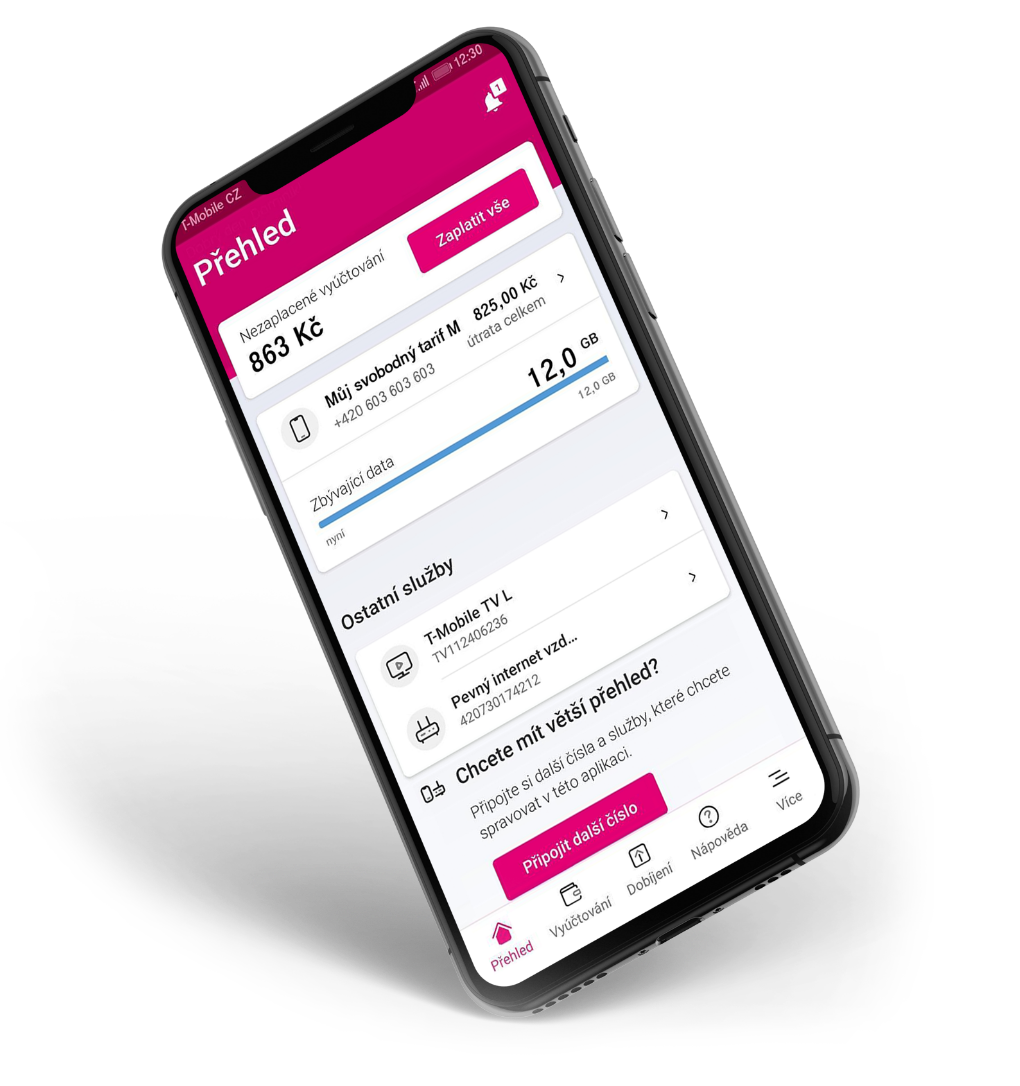 T-Mobile CZ
12:30
1
Přehled
Nezaplacené vyúčtování
863 Kč
Zaplatit vše
Můj svobodný tarif M
+420 603 603 603
825,00 Kč
útrata celkem
Zbývající data
12,0 GB
nyní
12,0 GB
Ostatní služby
T-Mobile TV L
TV112406236
Pevný internet vzd...
420730174212
Chcete mít větší přehled?
Připojte si další čísla a služby, které chcete
spravovat v této aplikaci.
Připojit další číslo
Přehled
Vyúčtování
Dobíjení
Nápověda
Více